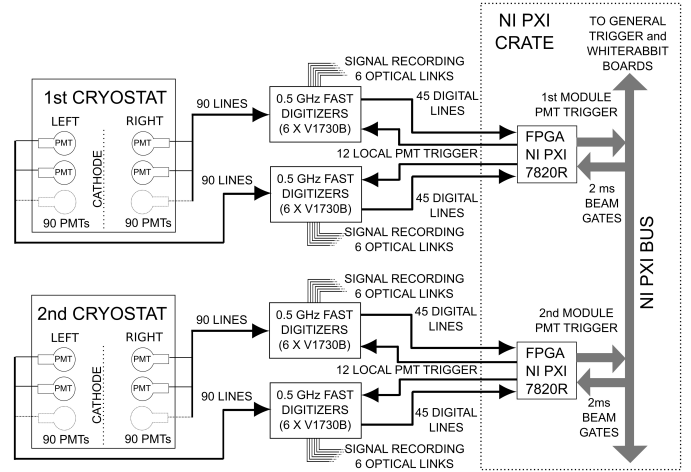 NI PXI
CRATE
TO GENERAL
TRIGGER and
WHITERABBIT
BOARDS
SIGNAL RECORDING
6 OPTICAL LINKS
1st CRYOSTAT
LEFT
RIGHT
PMT
PMT
PMT
PMT
CATHODE
90 PMTs
90 PMTs
90 LINES
90 LINES
0.5 GHz FAST
DIGITIZERS
(6 X V1730B)
45 DIGITAL
LINES
12 LOCAL PMT TRIGGER
0.5 GHz FAST
DIGITIZERS
(6 X V1730B)
45 DIGITAL
LINES
SIGNAL RECORDING
6 OPTICAL LINKS
1st MODULE
PMT TRIGGER
FPGA
NI PXI
7820R
2 ms
BEAM
GATES
NI PXI BUS
SIGNAL RECORDING
6 OPTICAL LINKS
2nd CRYOSTAT
LEFT
RIGHT
PMT
PMT
PMT
PMT
CATHODE
90 PMTs
90 PMTs
90 LINES
90 LINES
0.5 GHz FAST
DIGITIZERS
(6 X V1730B)
45 DIGITAL
LINES
12 LOCAL PMT TRIGGER
0.5 GHz FAST
DIGITIZERS
(6 X V1730B)
45 DIGITAL
LINES
SIGNAL RECORDING
6 OPTICAL LINKS
2nd MODULE
PMT TRIGGER
FPGA
NI PXI
7820R
2ms
BEAM
GATES